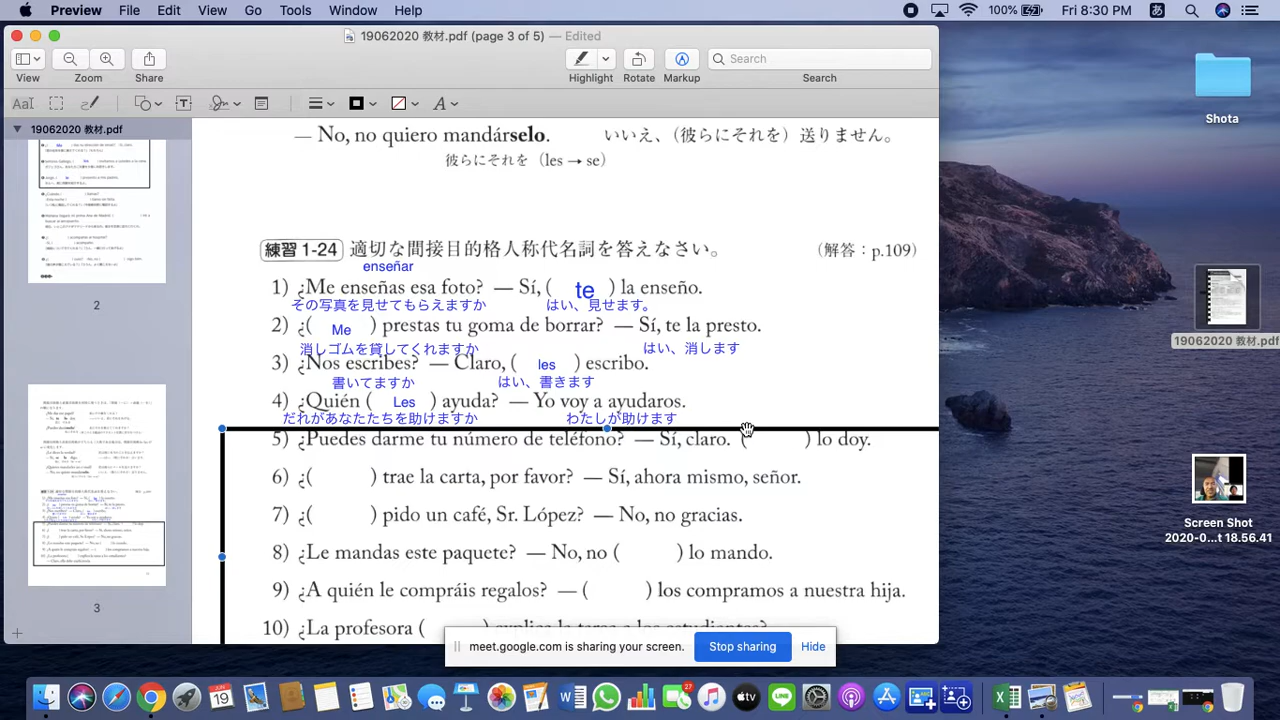 Preview File Edit View Go Tools Window Help 100% Fri 8:30 PM
19062020 教材.pdf (page 3 of 5) — Edited
Search
View Zoom Share Highlight Rotate Markup Search
19062020 教材.pdf
2
3
— No, no quiero mandárselo. いいえ、(彼らにそれを) 送りません。
彼らにそれを (les → se)
練習 1-24 適切な間接目的格人称代名詞を答えなさい。 解答:p.109
enseñar
1) ¿Me enseñas esa foto? — Sí, ( te ) la enseño.
その写真を見せてもらえますか はい、見せます。
2) ¿( Me ) prestas tu goma de borrar? — Sí, te la presto.
消しゴムを貸してくれますか はい、消します
3) ¿Nos escribes? — Claro, ( les ) escribo.
書いてますか はい、書きます
4) ¿Quién ( Les ) ayuda? — Yo voy a ayudaros.
だれがあなたたちを助けますか わたしが助けます
5) ¿Puedes darme tu número de teléfono? — Sí, claro. ( ) lo doy.
6) ¿( ) trae la carta, por favor? — Sí, ahora mismo, señor.
7) ¿( ) pido un café, Sr. López? — No, no gracias.
8) ¿Le mandas este paquete? — No, no ( ) lo mando.
9) ¿A quién le compráis regalos? — ( ) los compramos a nuestra hija.
10) ¿La profesora ( ) explica la tarea a los estudiantes?
meet.google.com is sharing your screen. Stop sharing Hide
Shota
19062020 教材.pdf
Screen Shot
2020-0...t 18.56.41
JUN
19
27
tv